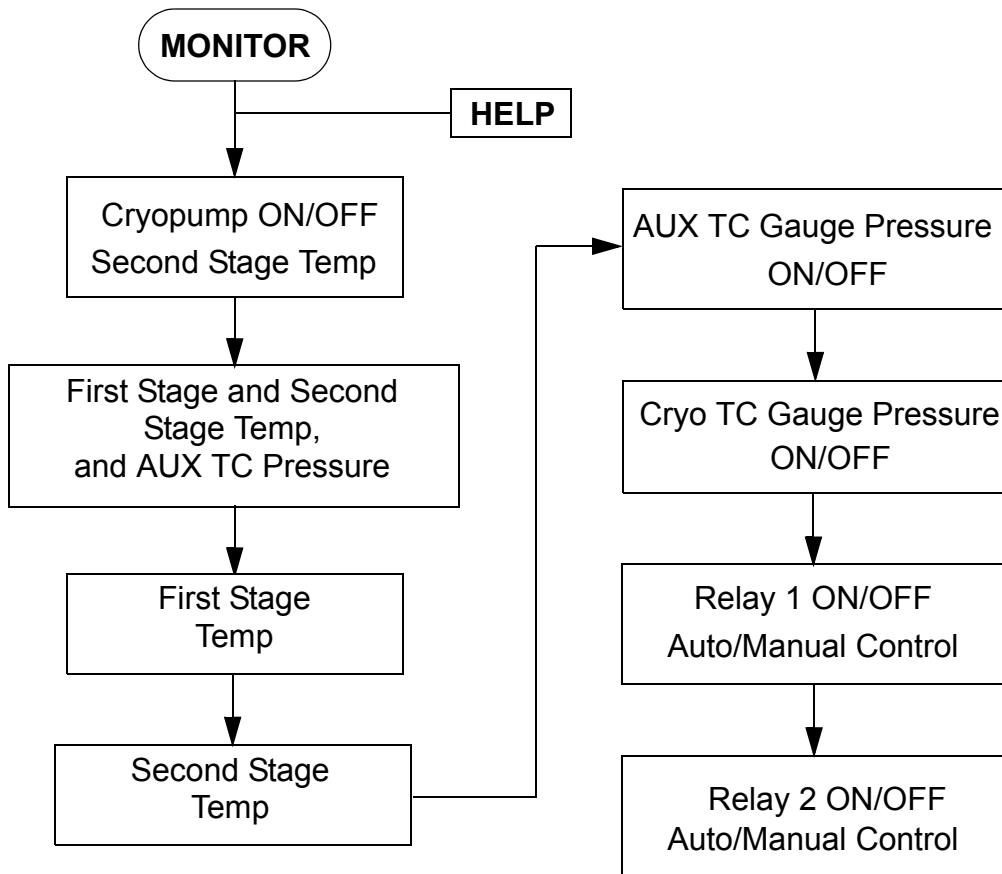 MONITOR
HELP
Cryopump ON/OFF
Second Stage Temp
First Stage and Second
Stage Temp,
and AUX TC Pressure
First Stage
Temp
Second Stage
Temp
AUX TC Gauge Pressure
ON/OFF
Cryo TC Gauge Pressure
ON/OFF
Relay 1 ON/OFF
Auto/Manual Control
Relay 2 ON/OFF
Auto/Manual Control